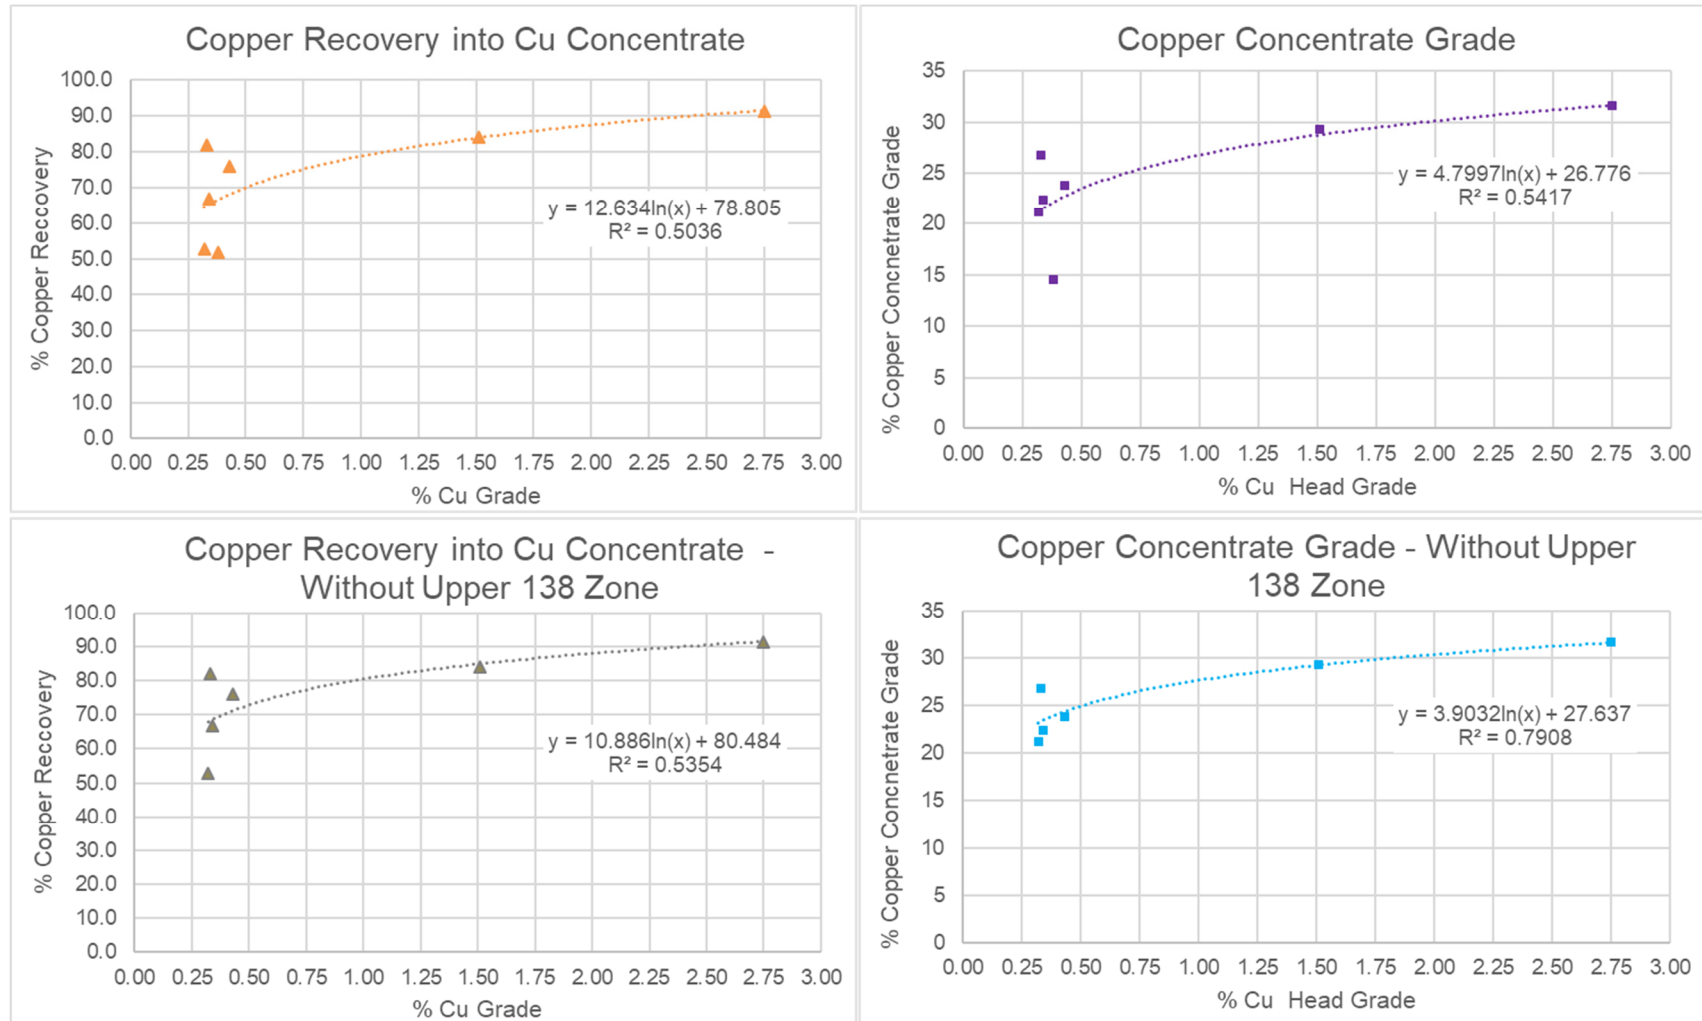 Copper Recovery into Cu Concentrate
100.0
90.0
80.0
70.0
60.0
50.0
40.0
30.0
20.0
10.0
0.0
% Copper Reccovery
y = 12.634ln(x) + 78.805
R² = 0.5036
0.00 0.25 0.50 0.75 1.00 1.25 1.50 1.75 2.00 2.25 2.50 2.75 3.00
% Cu Grade
Copper Concentrate Grade
35
30
25
20
15
10
5
0
% Copper Concnetrate Grade
y = 4.7997ln(x) + 26.776
R² = 0.5417
0.00 0.25 0.50 0.75 1.00 1.25 1.50 1.75 2.00 2.25 2.50 2.75 3.00
% Cu Head Grade
Copper Recovery into Cu Concentrate -
Without Upper 138 Zone
100.0
90.0
80.0
70.0
60.0
50.0
40.0
30.0
20.0
10.0
0.0
% Copper Reccovery
y = 10.886ln(x) + 80.484
R² = 0.5354
0.00 0.25 0.50 0.75 1.00 1.25 1.50 1.75 2.00 2.25 2.50 2.75 3.00
% Cu Grade
Copper Concentrate Grade - Without Upper
138 Zone
35
30
25
20
15
10
5
0
% Copper Concnetrate Grade
y = 3.9032ln(x) + 27.637
R² = 0.7908
0.00 0.25 0.50 0.75 1.00 1.25 1.50 1.75 2.00 2.25 2.50 2.75 3.00
% Cu Head Grade